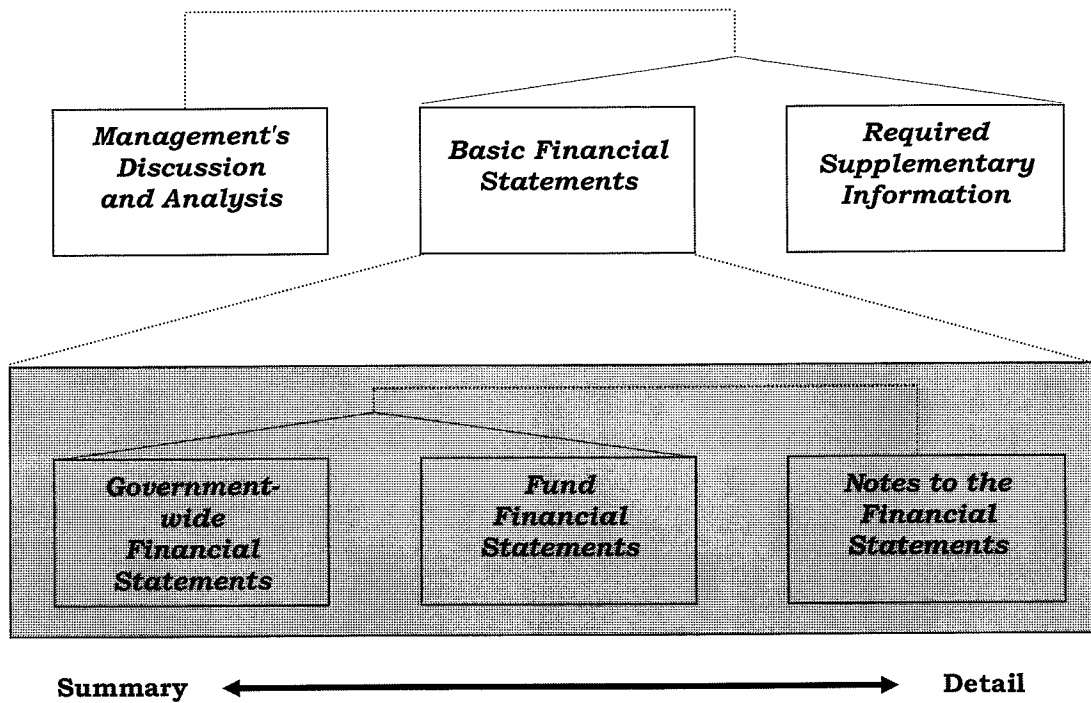 Management's
Discussion
and Analysis
Basic Financial
Statements
Required
Supplementary
Information
Government-
wide
Financial
Statements
Fund
Financial
Statements
Notes to the
Financial
Statements
Summary
Detail